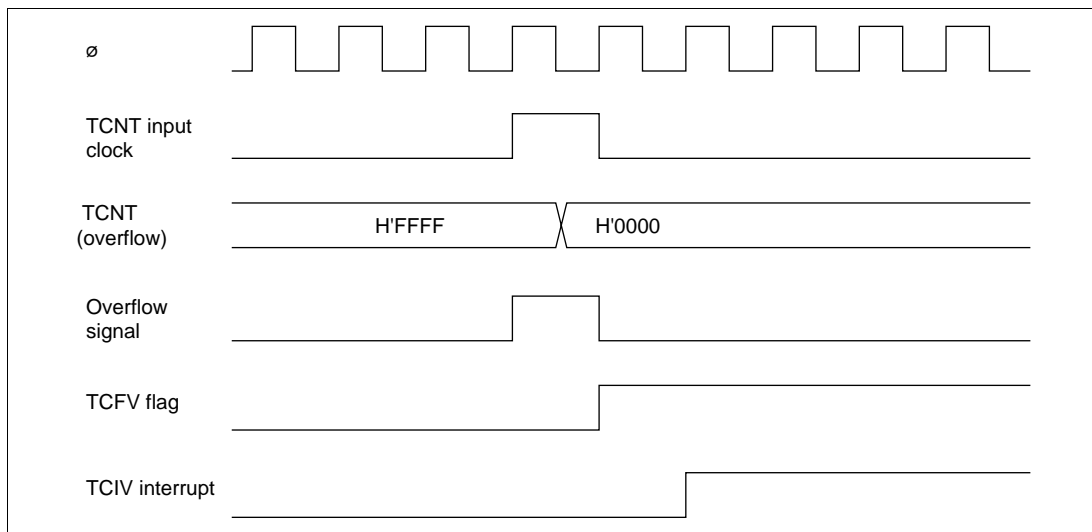 ø
TCNT input
clock
TCNT
(overflow)
H'FFFF
H'0000
Overflow
signal
TCFV flag
TCIV interrupt